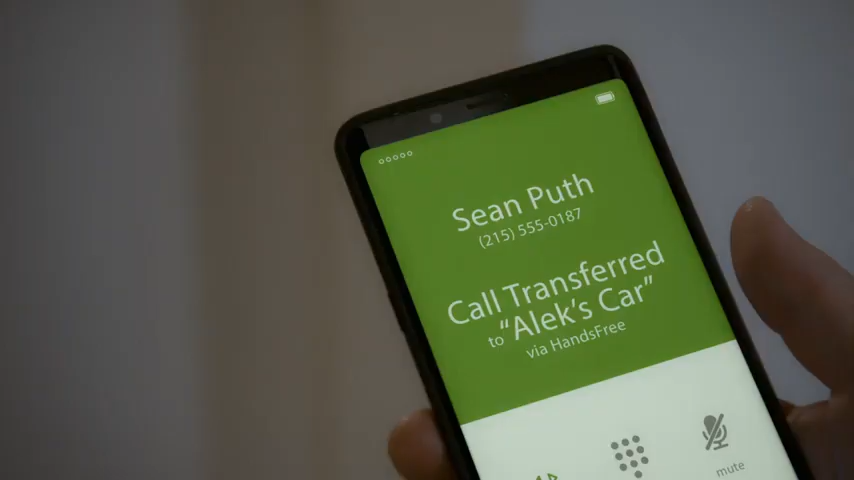 Sean Puth
(215) 555-0187
Call Transferred
to “Alek’s Car”
via HandsFree
mute